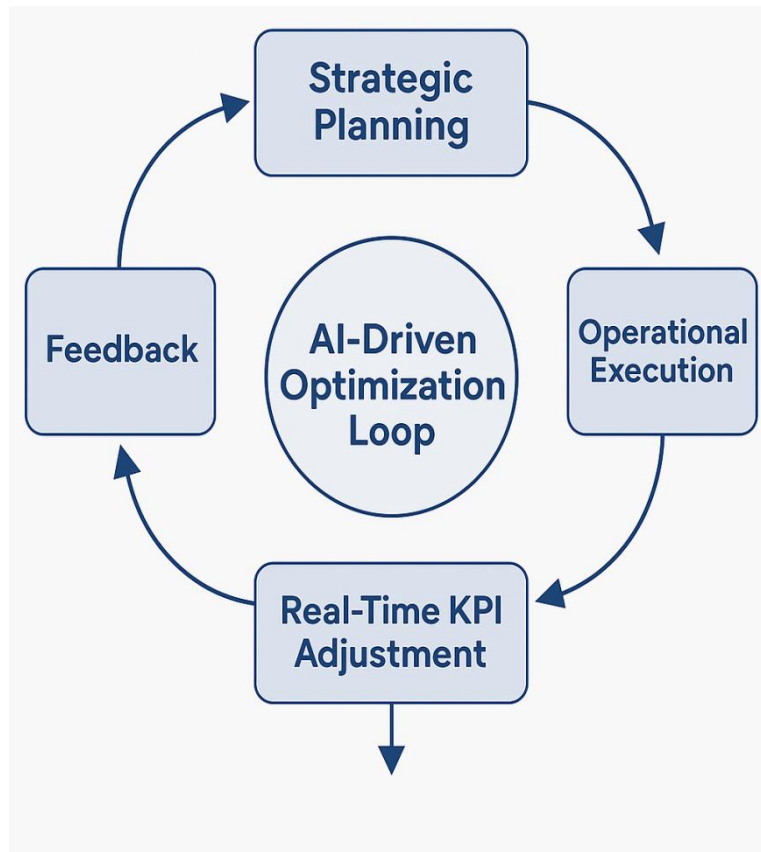 Strategic
Planning
Feedback
AI-Driven
Optimization
Loop
Operational
Execution
Real-Time KPI
Adjustment